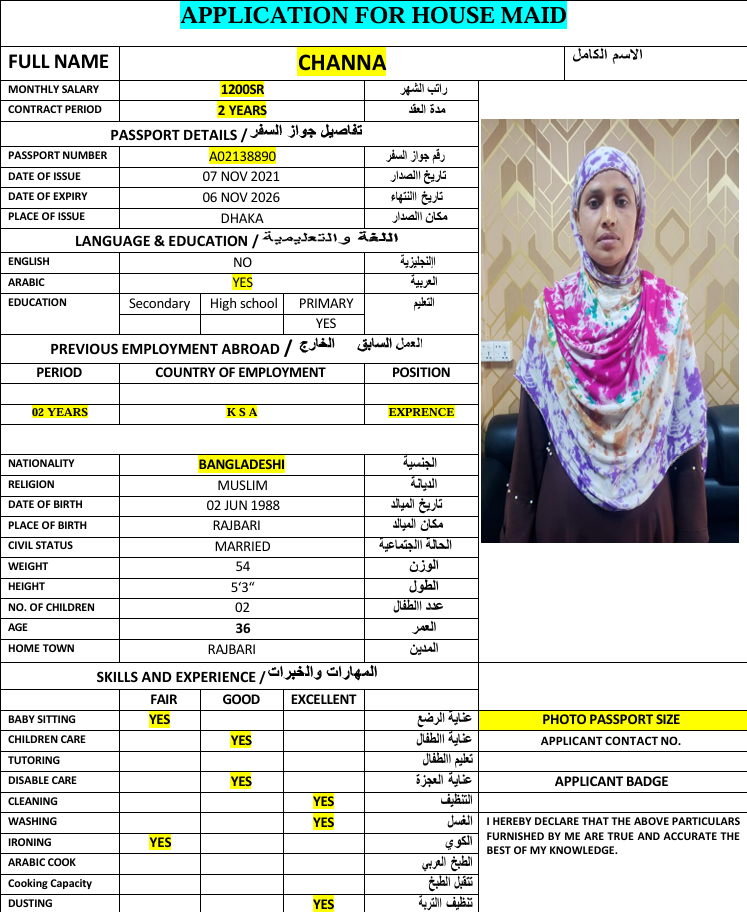 APPLICATION FOR HOUSE MAID
FULL NAME CHANNA الاسم الكامل
MONTHLY SALARY 1200SR راتب الشهر
CONTRACT PERIOD 2 YEARS مدة العقد
PASSPORT DETAILS / تفاصيل جواز السفر
PASSPORT NUMBER A02138890 رقم جواز السفر
DATE OF ISSUE 07 NOV 2021 تاريخ االصدار
DATE OF EXPIRY 06 NOV 2026 تاريخ االنتهاء
PLACE OF ISSUE DHAKA مكان االصدار
LANGUAGE & EDUCATION / اللغة والتعليمية
ENGLISH NO االنجليزية
ARABIC YES العربية
EDUCATION Secondary High school PRIMARY التعليم
YES
PREVIOUS EMPLOYMENT ABROAD / العمل السابق الخارج
PERIOD COUNTRY OF EMPLOYMENT POSITION
02 YEARS K S A EXPRENCE
NATIONALITY BANGLADESHI الجنسية
RELIGION MUSLIM الديانة
DATE OF BIRTH 02 JUN 1988 تاريخ الميالد
PLACE OF BIRTH RAJBARI مكان الميالد
CIVIL STATUS MARRIED الحالة االجتماعية
WEIGHT 54 الوزن
HEIGHT 5’3“ الطول
NO. OF CHILDREN 02 عدد االطفال
AGE 36 العمر
HOME TOWN RAJBARI المدين
SKILLS AND EXPERIENCE / المهارات والخبرات
FAIR GOOD EXCELLENT
BABY SITTING YES عناية الرضع PHOTO PASSPORT SIZE
CHILDREN CARE YES عناية االطفال APPLICANT CONTACT NO.
TUTORING تعليم االطفال
DISABLE CARE YES عناية العجزة APPLICANT BADGE
CLEANING YES التنظيف
WASHING YES الغسل I HEREBY DECLARE THAT THE ABOVE PARTICULARS
IRONING YES الكوي FURNISHED BY ME ARE TRUE AND ACCURATE THE
BEST OF MY KNOWLEDGE.
ARABIC COOK الطبخ العربي
Cooking Capacity تتقبل الطبخ
DUSTING YES تنظيف االتربة